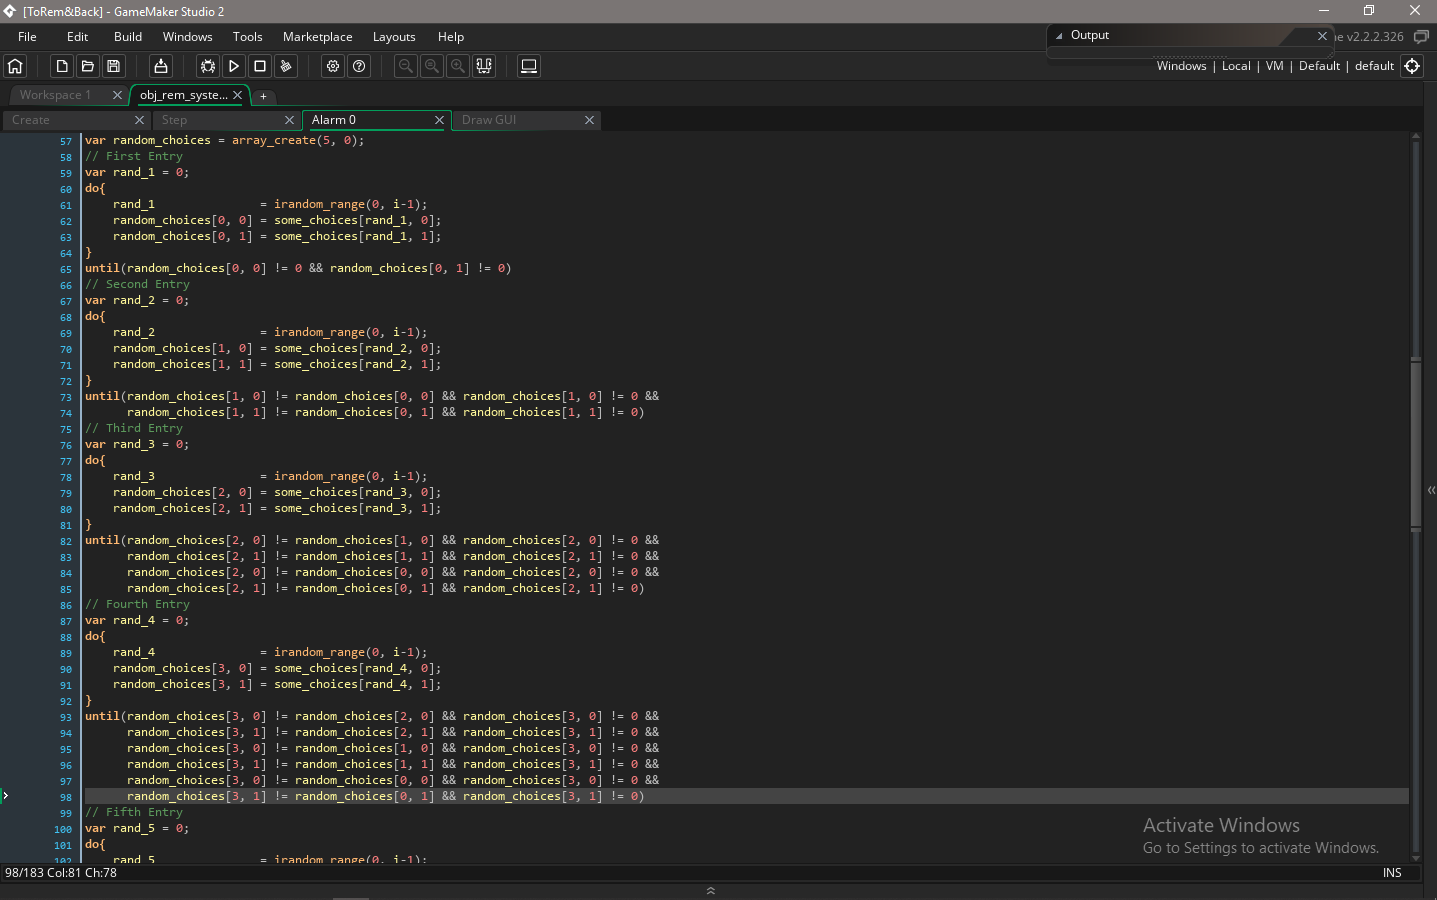 [ToRem&Back] - GameMaker Studio 2
File Edit Build Windows Tools Marketplace Layouts Help
Output
ne v2.2.2.326
Windows | Local | VM | Default | default
Workspace 1
obj_rem_syste...
Create Step Alarm 0 Draw GUI
57 var random_choices = array_create(5, 0);
58 // First Entry
59 var rand_1 = 0;
60 do{
61 rand_1 = irandom_range(0, i-1);
62 random_choices[0, 0] = some_choices[rand_1, 0];
63 random_choices[0, 1] = some_choices[rand_1, 1];
64 }
65 until(random_choices[0, 0] != 0 && random_choices[0, 1] != 0)
66 // Second Entry
67 var rand_2 = 0;
68 do{
69 rand_2 = irandom_range(0, i-1);
70 random_choices[1, 0] = some_choices[rand_2, 0];
71 random_choices[1, 1] = some_choices[rand_2, 1];
72 }
73 until(random_choices[1, 0] != random_choices[0, 0] && random_choices[1, 0] != 0 &&
74 random_choices[1, 1] != random_choices[0, 1] && random_choices[1, 1] != 0)
75 // Third Entry
76 var rand_3 = 0;
77 do{
78 rand_3 = irandom_range(0, i-1);
79 random_choices[2, 0] = some_choices[rand_3, 0];
80 random_choices[2, 1] = some_choices[rand_3, 1];
81 }
82 until(random_choices[2, 0] != random_choices[1, 0] && random_choices[2, 0] != 0 &&
83 random_choices[2, 1] != random_choices[1, 1] && random_choices[2, 1] != 0 &&
84 random_choices[2, 0] != random_choices[0, 0] && random_choices[2, 0] != 0 &&
85 random_choices[2, 1] != random_choices[0, 1] && random_choices[2, 1] != 0)
86 // Fourth Entry
87 var rand_4 = 0;
88 do{
89 rand_4 = irandom_range(0, i-1);
90 random_choices[3, 0] = some_choices[rand_4, 0];
91 random_choices[3, 1] = some_choices[rand_4, 1];
92 }
93 until(random_choices[3, 0] != random_choices[2, 0] && random_choices[3, 0] != 0 &&
94 random_choices[3, 1] != random_choices[2, 1] && random_choices[3, 1] != 0 &&
95 random_choices[3, 0] != random_choices[1, 0] && random_choices[3, 0] != 0 &&
96 random_choices[3, 1] != random_choices[1, 1] && random_choices[3, 1] != 0 &&
97 random_choices[3, 0] != random_choices[0, 0] && random_choices[3, 0] != 0 &&
98 random_choices[3, 1] != random_choices[0, 1] && random_choices[3, 1] != 0)
99 // Fifth Entry
100 var rand_5 = 0;
101 do{
102 rand_5 = irandom_range(0, i-1);
Activate Windows
Go to Settings to activate Windows.
98/183 Col:81 Ch:78
INS